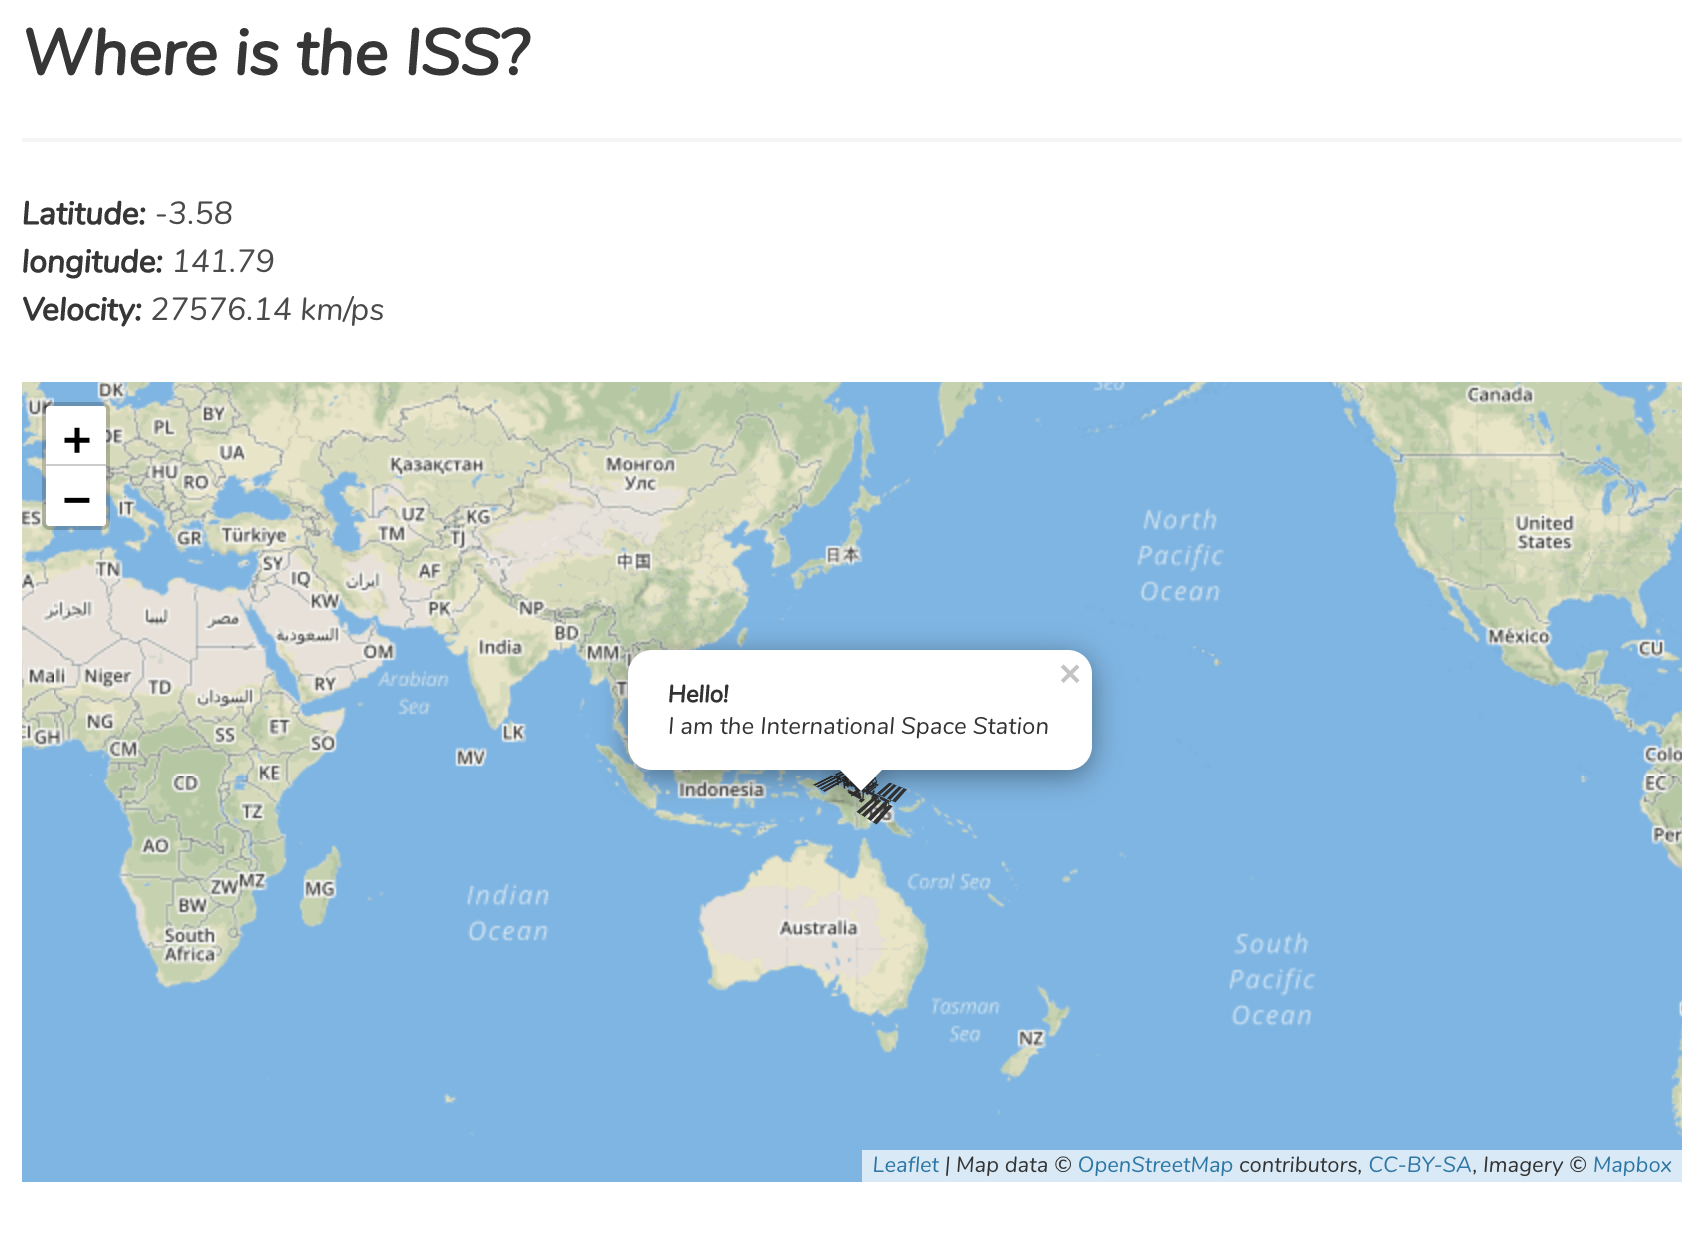 Where is the ISS?
Latitude: -3.58
longitude: 141.79
Velocity: 27576.14 km/ps
DK
Canada
BY
PL
+
UA
Қазақстан
Монгол
Улс
HU
RO
−
IT
ES
UZ
KG
North
Pacific
Ocean
United
States
GR
Türkiye
TM
TJ
中国
日本
SY
TN
IQ
ایران
AF
الجزائر
ليبيا
مصر
KW
PK
NP
السعودية
India
BD
México
OM
MM
CU
Mali
Niger
TD
السودان
RY
Arabian
Sea
Hello!
×
I am the International Space Station
NG
GH
CM
SS
ET
SO
LK
MV
CD
KE
Indonesia
EC
TZ
AO
Coral Sea
ZW
MZ
MG
BW
Indian
Ocean
Australia
South
Africa
South
Pacific
Ocean
Tasman
Sea
NZ
Leaflet | Map data © OpenStreetMap contributors, CC-BY-SA, Imagery © Mapbox